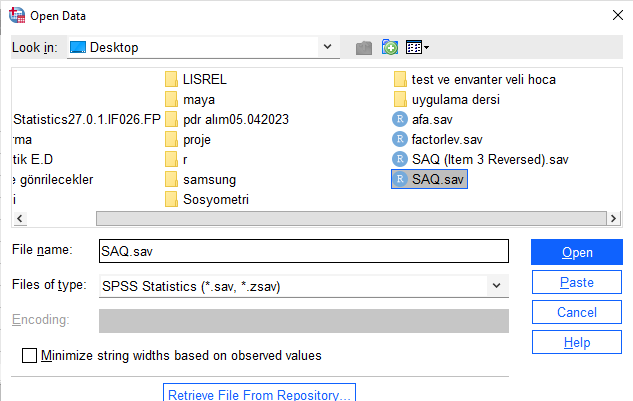 Open Data
Look in: Desktop
Statistics27.0.1.IF026.FP
rma
tik E.D
e gönrilecekler
i
LISREL
maya
pdr alım05.042023
proje
r
samsung
Sosyometri
test ve envanter veli hoca
uygulama dersi
afa.sav
factorlev.sav
SAQ (Item 3 Reversed).sav
SAQ.sav
File name: SAQ.sav
Open
Files of type: SPSS Statistics (*.sav, *.zsav)
Paste
Encoding:
Cancel
Minimize string widths based on observed values
Help
Retrieve File From Repository...